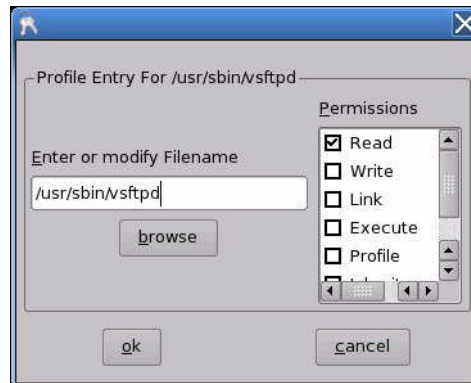 Profile Entry For /usr/sbin/vsftpd
Permissions
Read
Enter or modify Filename
Write
/usr/sbin/vsftpd
Link
browse
Execute
Profile
ok
cancel